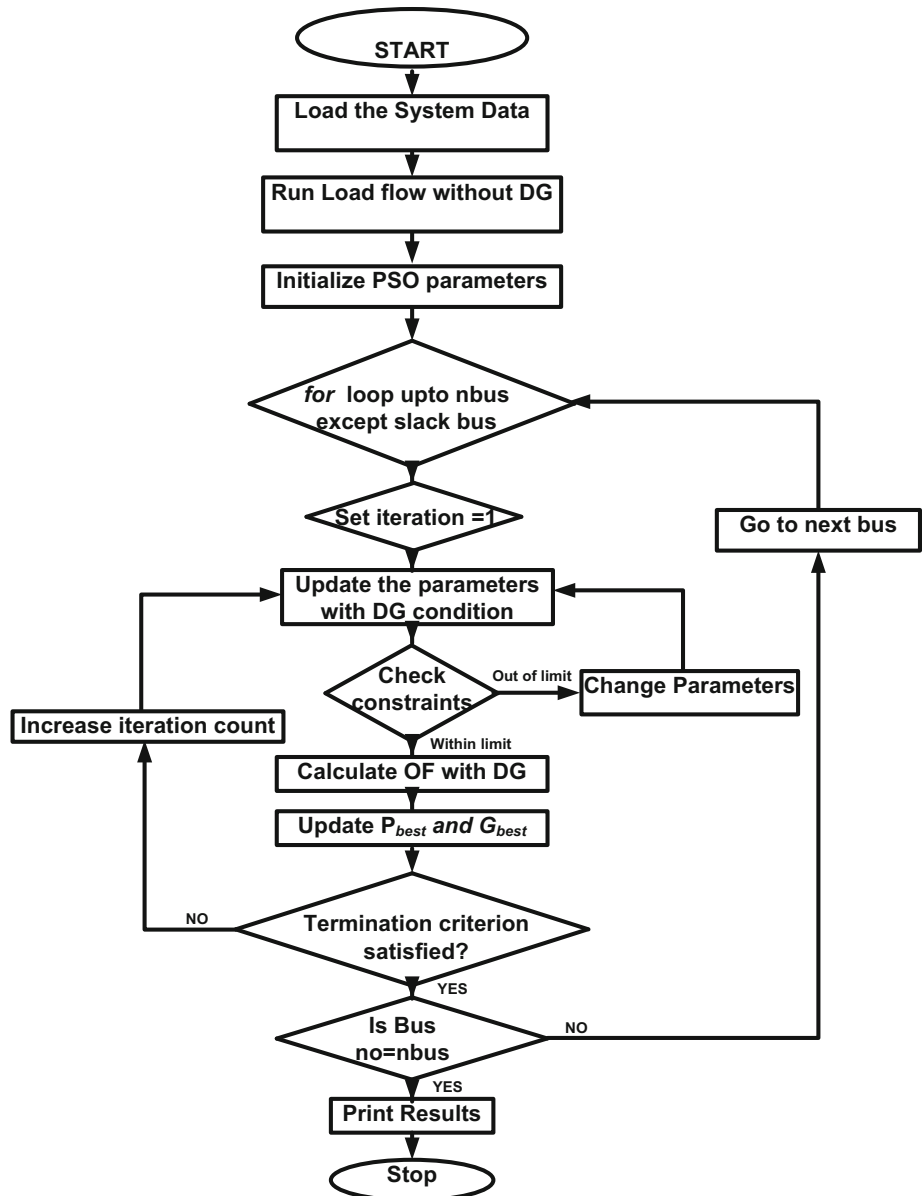 START
Load the System Data
Run Load flow without DG
Initialize PSO parameters
for loop upto nbus
except slack bus
Set iteration =1
Go to next bus
Update the parameters
with DG condition
Check
constraints
Out of limit
Change Parameters
Increase iteration count
Within limit
Calculate OF with DG
Update Pbest and Gbest
NO
Termination criterion
satisfied?
YES
Is Bus
no=nbus
NO
YES
Print Results
Stop